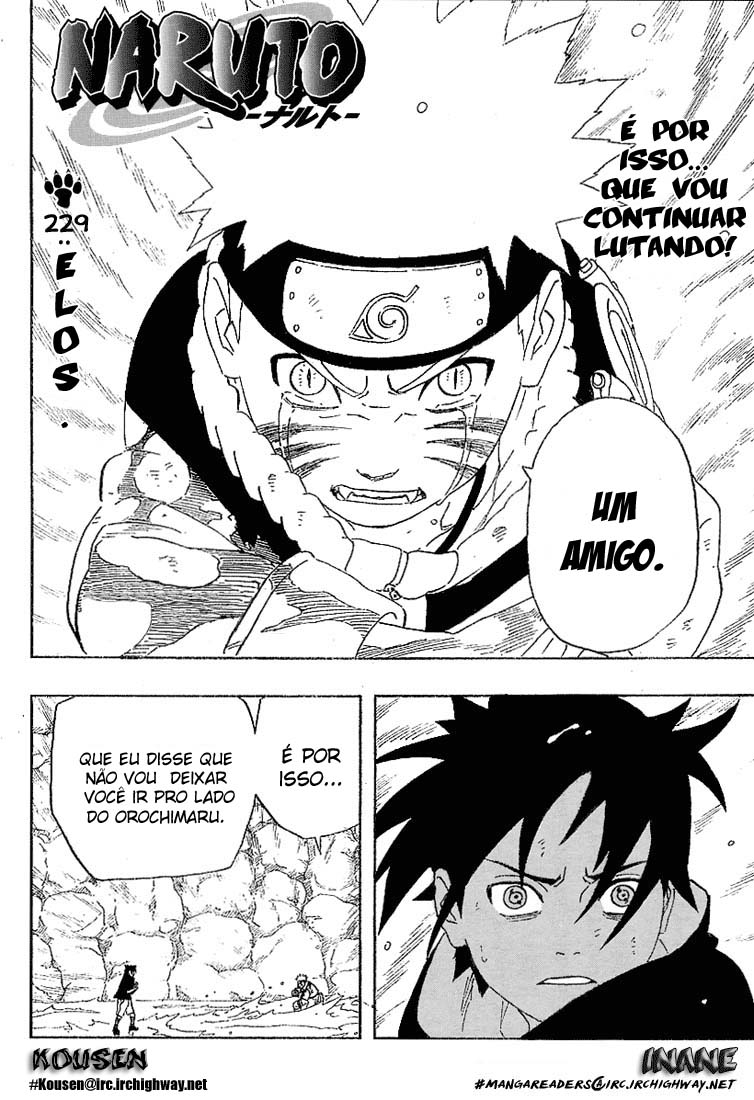 NARUTO
-ナルト-
É POR
ISSO...
QUE VOU
CONTINUAR
LUTANDO!
229
:ELOS.
UM
AMIGO.
É POR
ISSO...
QUE EU DISSE QUE
NÃO VOU DEIXAR
VOCÊ IR PRO LADO
DO OROCHIMARU.
KOUSEN
#Kousen@irc.irchighway.net
INANE
#MANGAREADERS@IRC.IRCHIGHWAY.NET